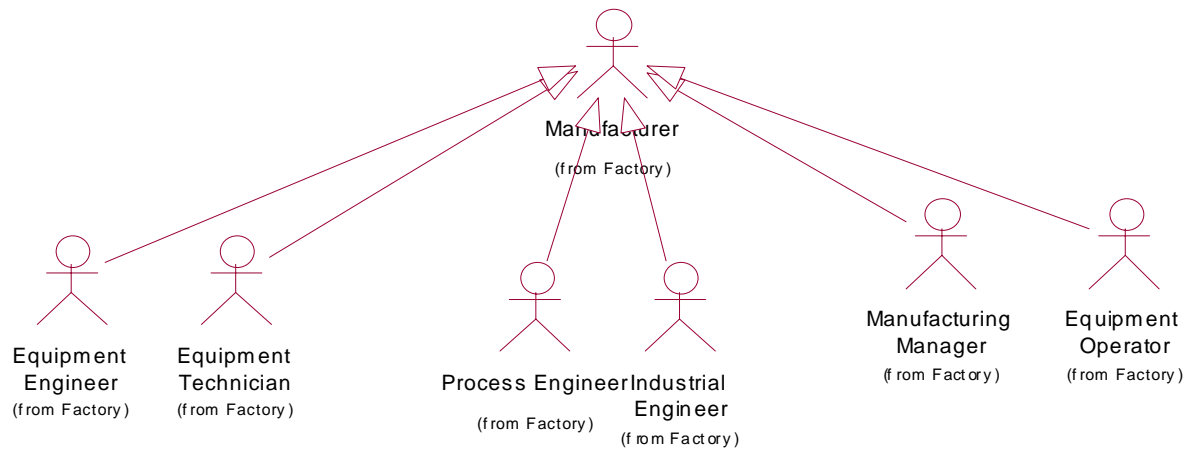 Manufacturer
(from Factory)
Equipment
Engineer
(from Factory)
Equipment
Technician
(from Factory)
Process Engineer
(from Factory)
Industrial
Engineer
(from Factory)
Manufacturing
Manager
(from Factory)
Equipment
Operator
(from Factory)